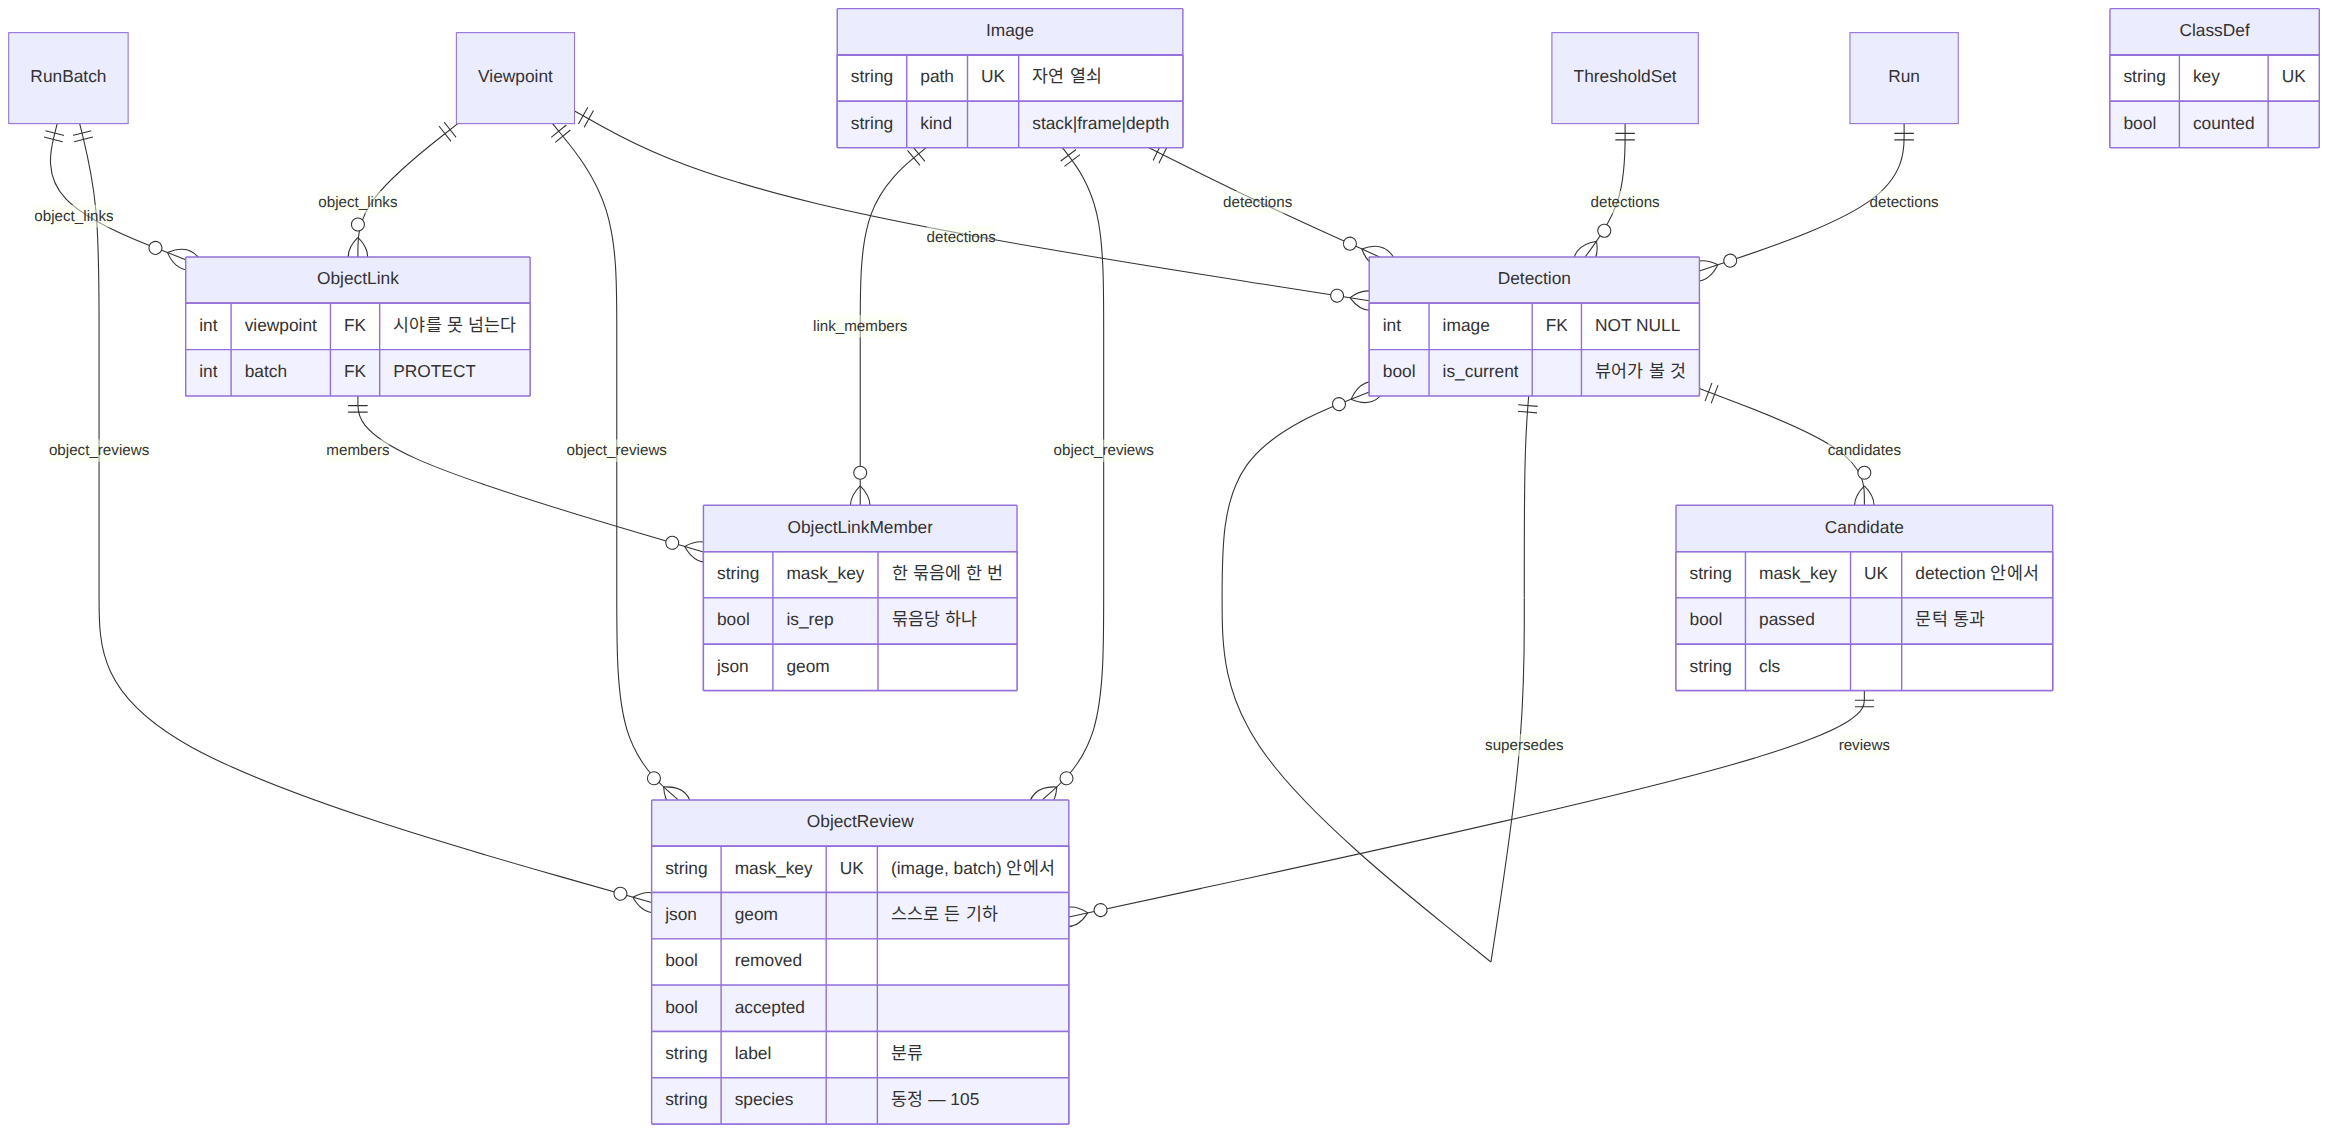 RunBatch
Viewpoint
Image
string path UK 자연 열쇠
string kind stack|frame|depth
ThresholdSet
Run
ClassDef
string key UK
bool counted
object_links
object_links
detections
detections
detections
detections
ObjectLink
int viewpoint FK 시야를 못 넘는다
int batch FK PROTECT
Detection
int image FK NOT NULL
bool is_current 뷰어가 볼 것
link_members
object_reviews
members
object_reviews
object_reviews
candidates
ObjectLinkMember
string mask_key 한 묶음에 한 번
bool is_rep 묶음당 하나
json geom
Candidate
string mask_key UK detection 안에서
bool passed 문턱 통과
string cls
supersedes
reviews
ObjectReview
string mask_key UK (image, batch) 안에서
json geom 스스로 든 기하
bool removed
bool accepted
string label 분류
string species 동정 — 105